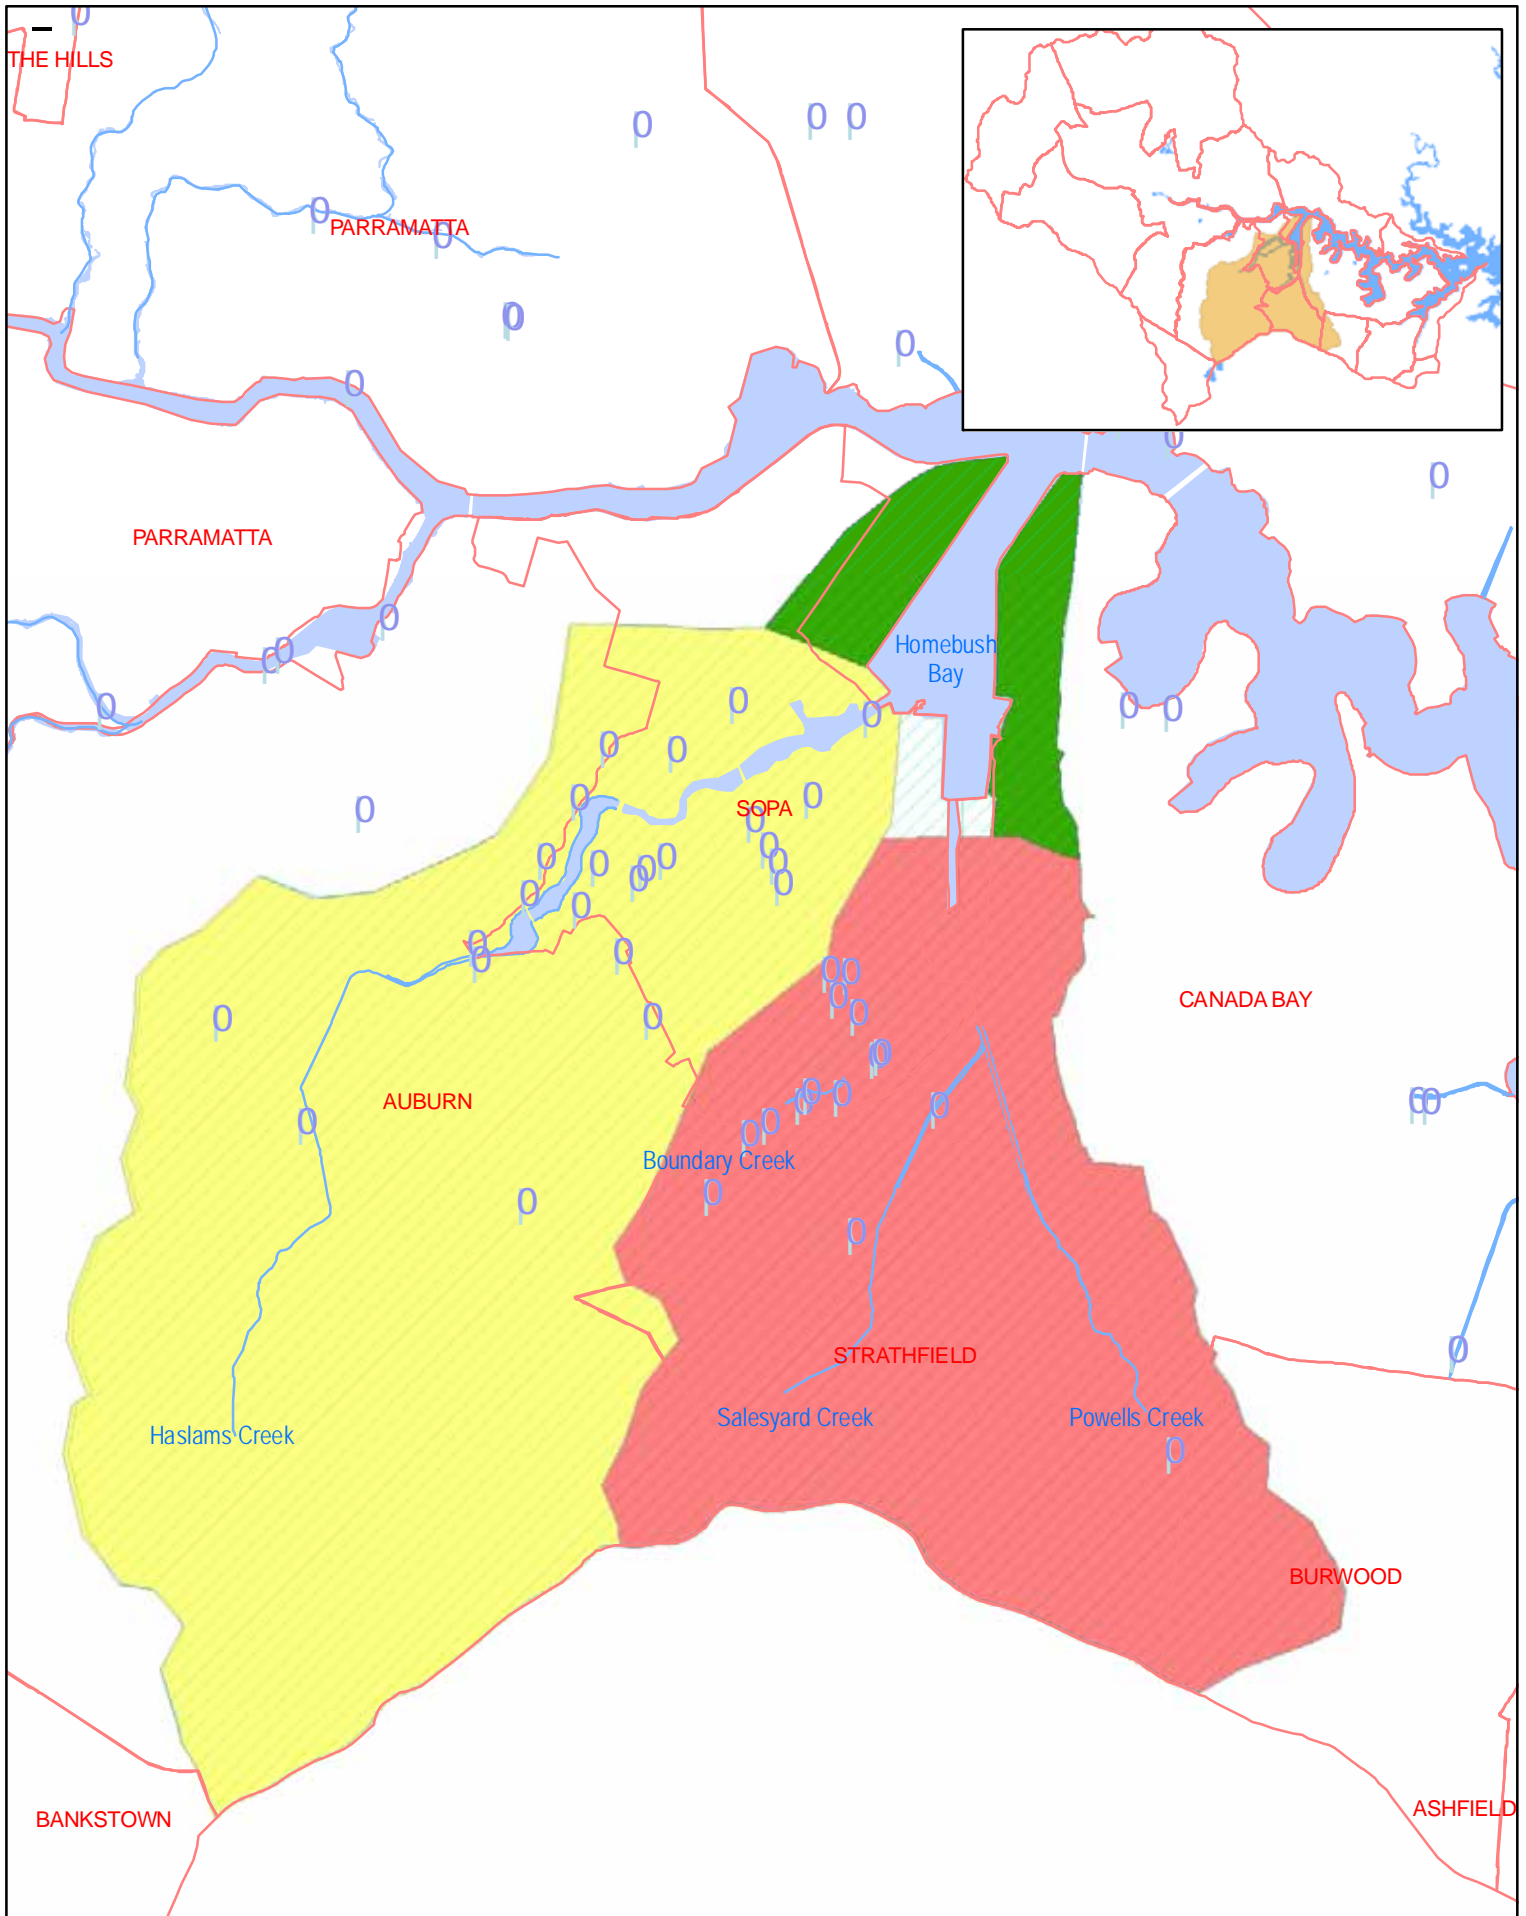 THE HILLS
PARRAMATTA
PARRAMATTA
Homebush
Bay
SOPA
CANADA BAY
AUBURN
Boundary Creek
STRATHFIELD
Salesyard Creek
Powells Creek
Haslams Creek
BURWOOD
BANKSTOWN
ASHFIELD